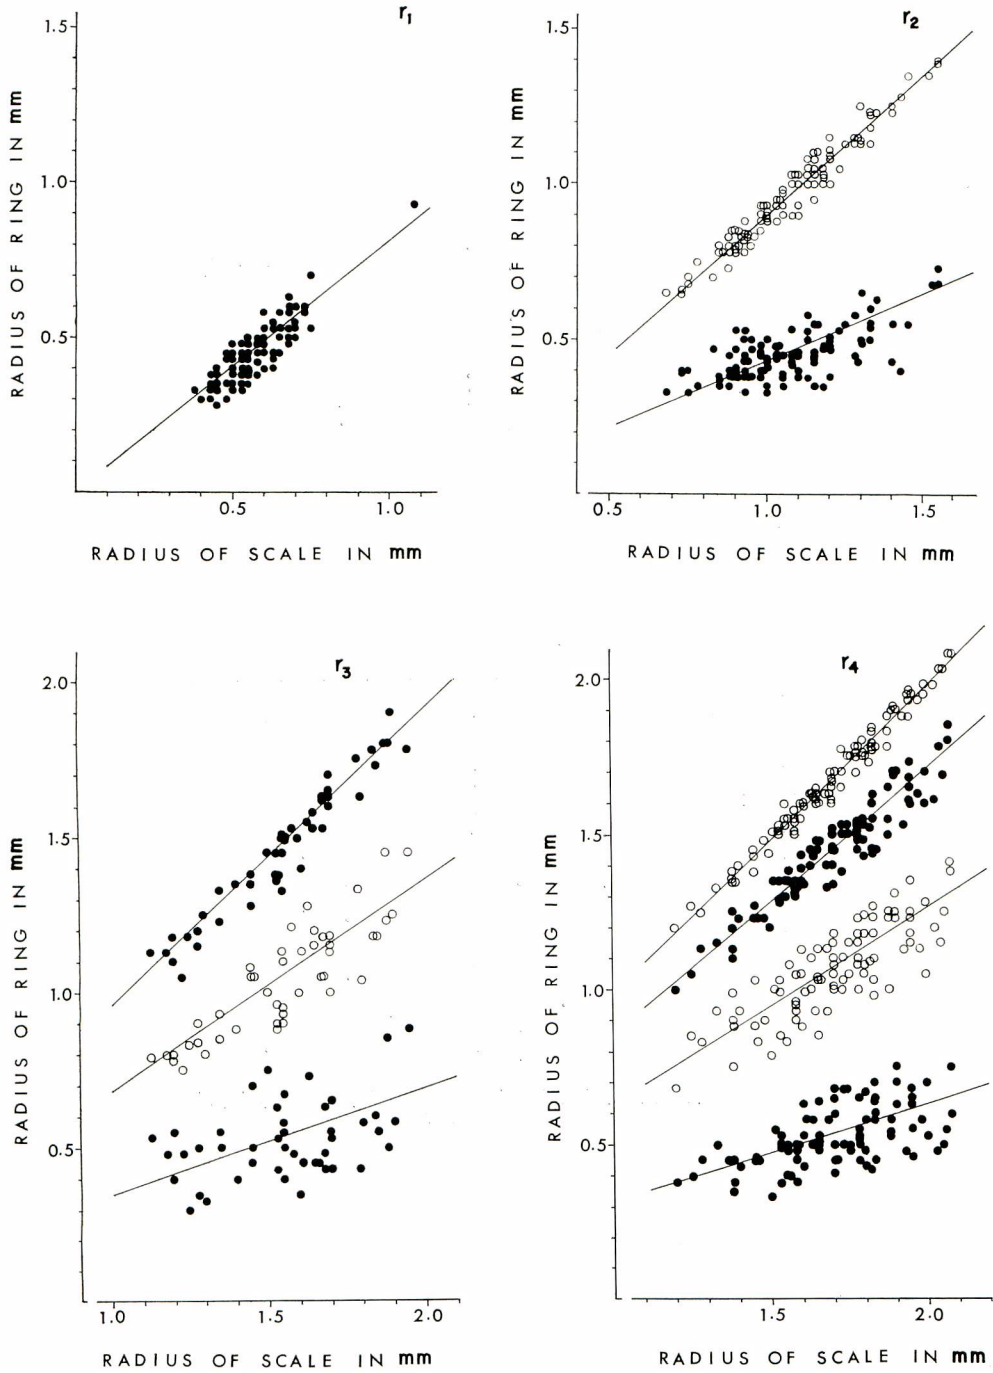 r1
RADIUS OF RING IN mm
1.5
1.0
0.5
0.5 1.0
RADIUS OF SCALE IN mm
r2
RADIUS OF RING IN mm
1.5
1.0
0.5
0.5 1.0 1.5
RADIUS OF SCALE IN mm
r3
RADIUS OF RING IN mm
2.0
1.5
1.0
0.5
1.0 1.5 2.0
RADIUS OF SCALE IN mm
r4
RADIUS OF RING IN mm
2.0
1.5
1.0
0.5
1.5 2.0
RADIUS OF SCALE IN mm